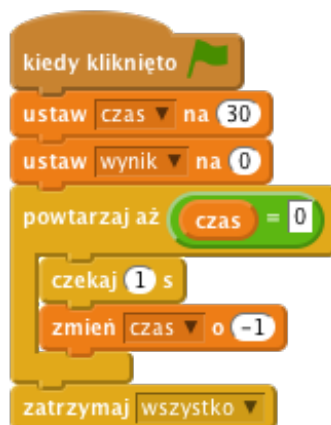 kiedy kliknięto
ustaw czas na 30
ustaw wynik na 0
powtarzaj aż czas = 0
czekaj 1 s
zmień czas o -1
zatrzymaj wszystko